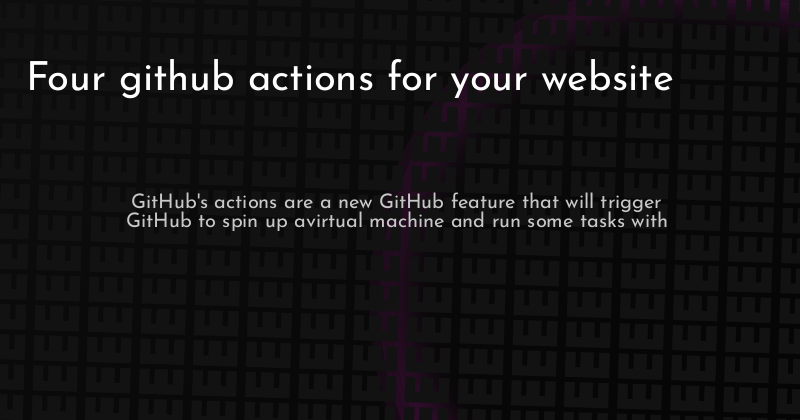 Four github actions for your website
GitHub's actions are a new GitHub feature that will trigger
GitHub to spin up avirtual machine and run some tasks with